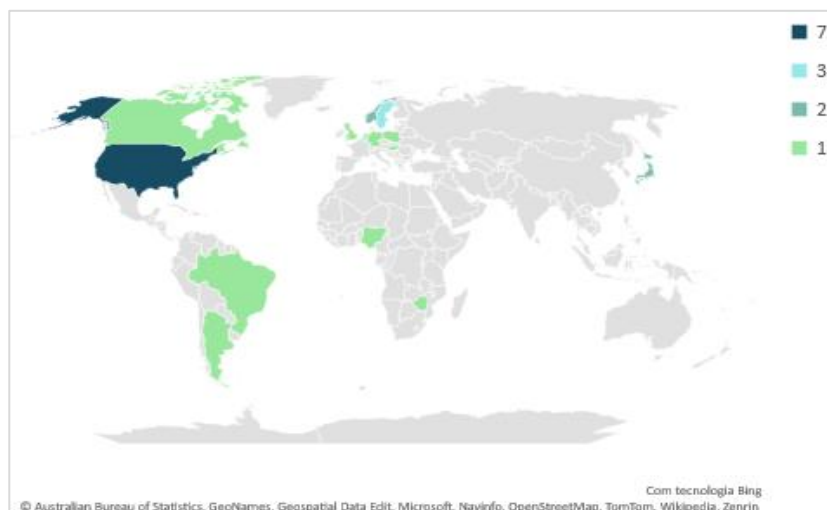 7
3
2
1
Com tecnologia Bing
© Australian Bureau of Statistics, GeoNames, Geospatial Data Edit, Microsoft, Navinfo, OpenStreetMap, TomTom, Wikipedia, Zenrin